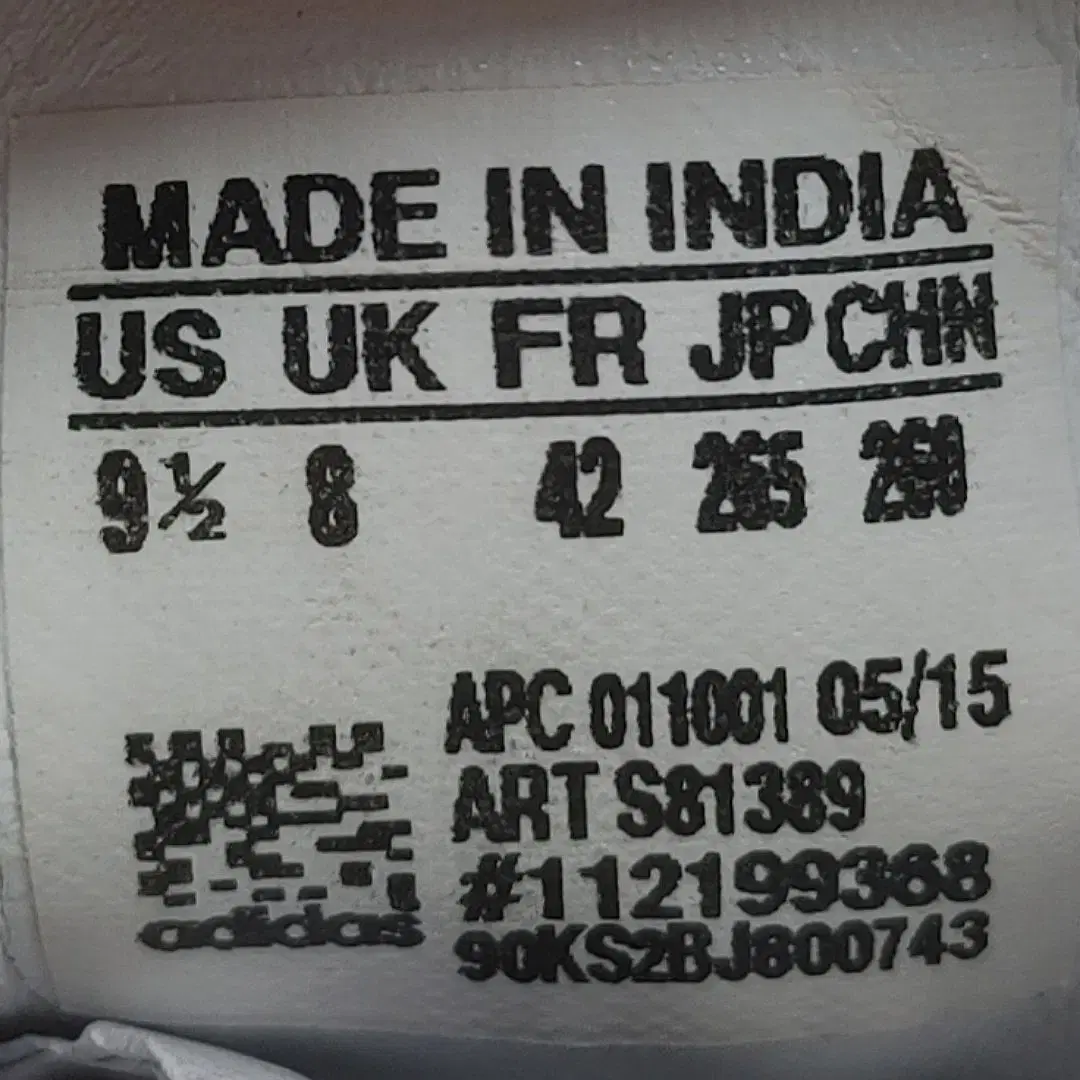 MADE IN INDIA
US UK FR JP CHN
9½ 8 42 265
APC 011001 05/15
ART S81389
#112199368
90KS2BJ800743
adidas